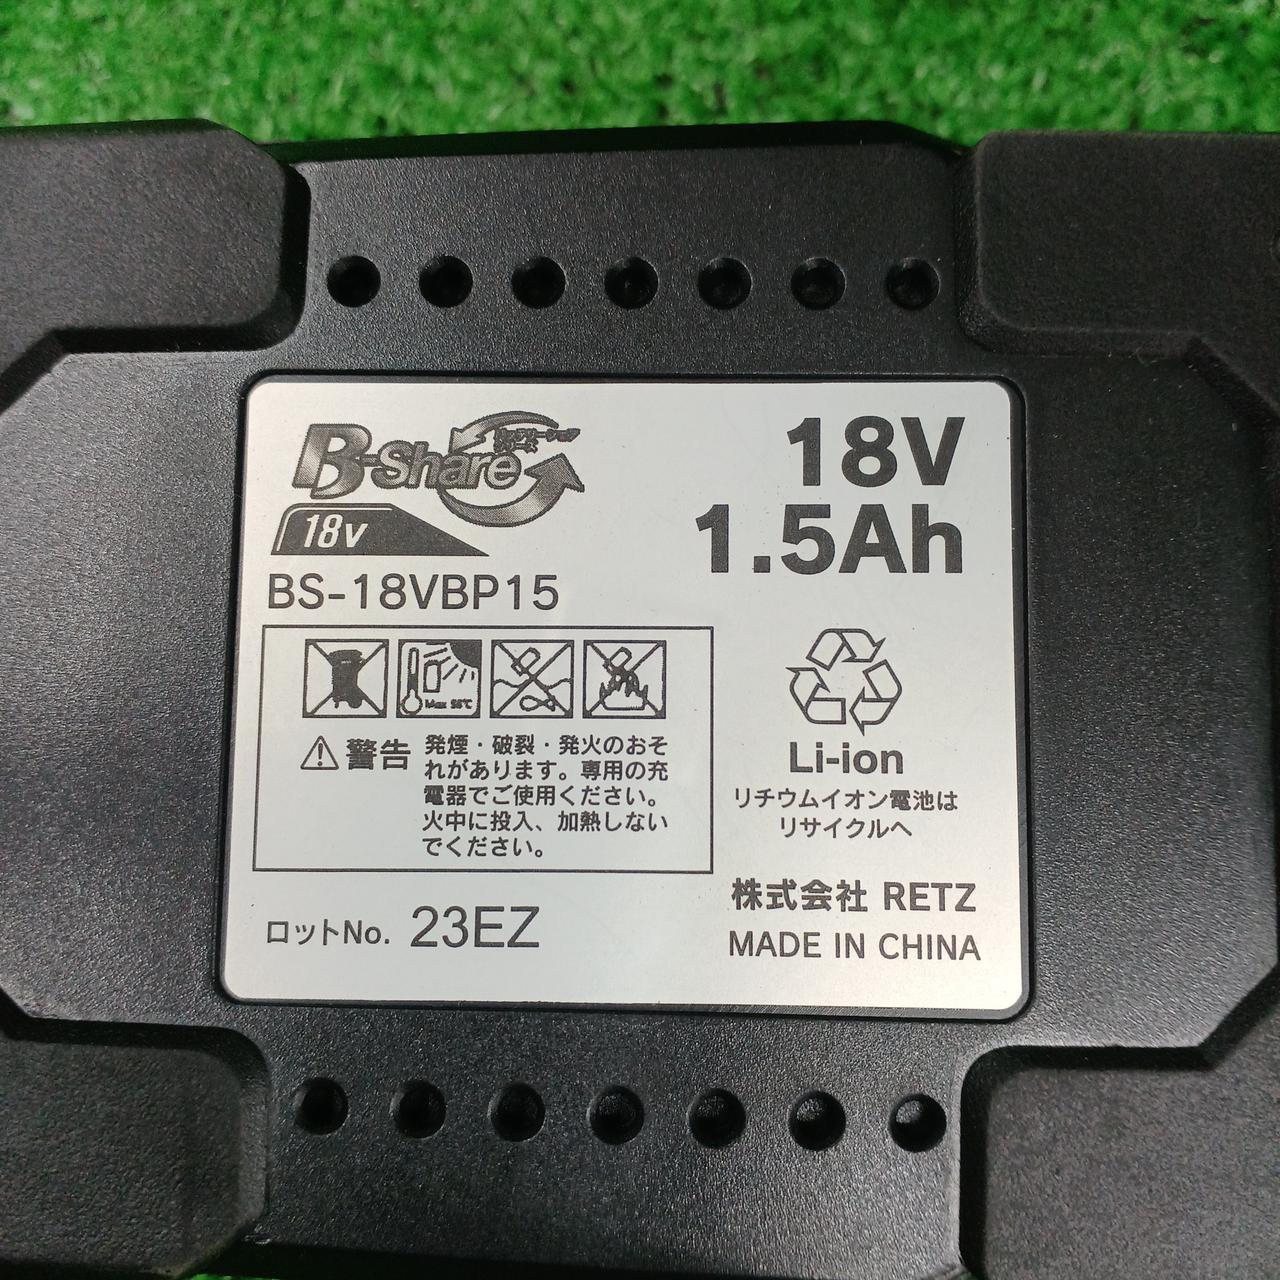 B-Share
18V
18V
1.5Ah
BS-18VBP15
Max 50℃
警告
発煙・破裂・発火のおそ
れがあります。専用の充
電器でご使用ください。
火中に投入、加熱しない
でください。
Li-ion
リチウムイオン電池は
リサイクルへ
ロットNo. 23EZ
株式会社 RETZ
MADE IN CHINA